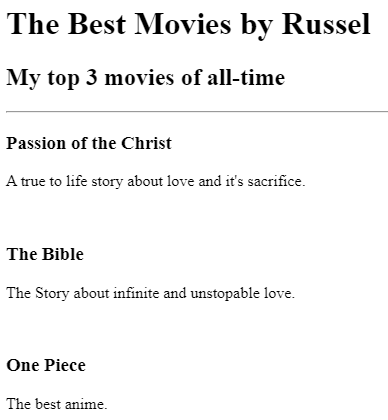 The Best Movies by Russel
My top 3 movies of all-time
Passion of the Christ
A true to life story about love and it's sacrifice.
The Bible
The Story about infinite and unstopable love.
One Piece
The best anime.